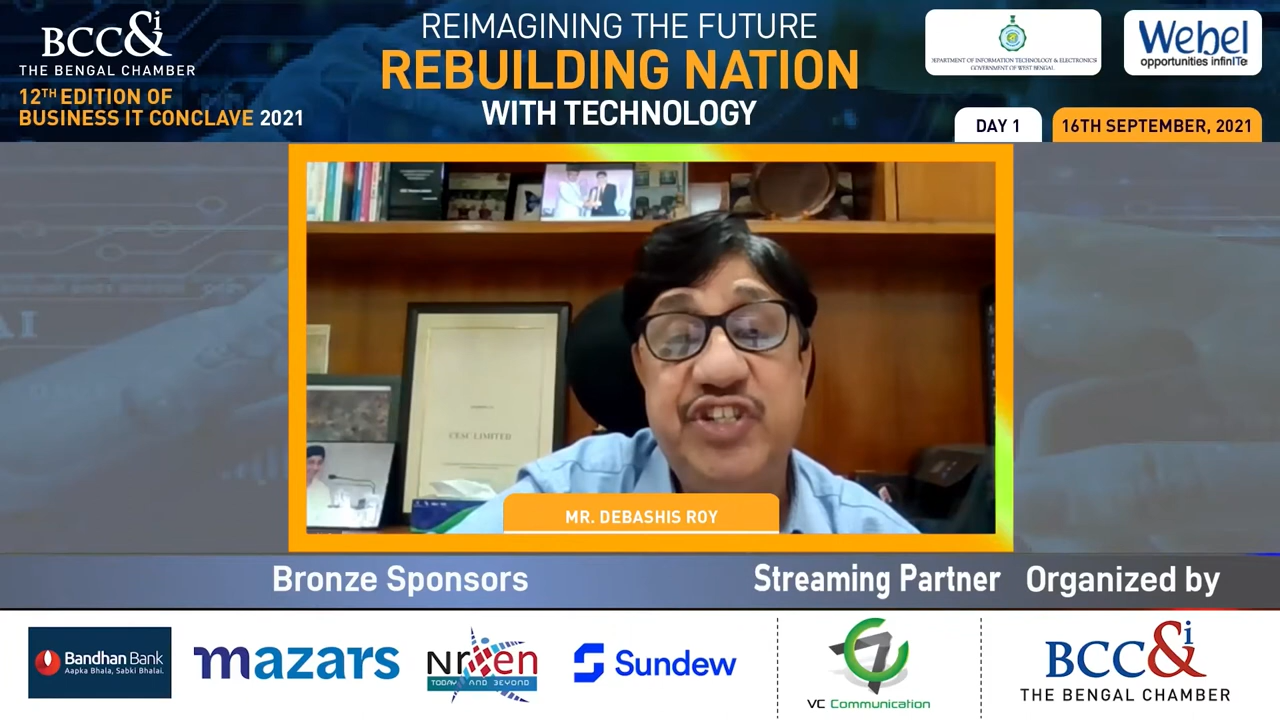 BCC&i
THE BENGAL CHAMBER
12TH EDITION OF
BUSINESS IT CONCLAVE 2021
REIMAGINING THE FUTURE
REBUILDING NATION
WITH TECHNOLOGY
DEPARTMENT OF INFORMATION TECHNOLOGY & ELECTRONICS
GOVERNMENT OF WEST BENGAL
Webel
opportunities infinITe
DAY 1
16TH SEPTEMBER, 2021
AI
CESC LIMITED
MR. DEBASHIS ROY
Bronze Sponsors
Streaming Partner
Organized by
Bandhan Bank
Aapka Bhala, Sabki Bhalai.
mazars
TODAY AND BEYOND
Sundew
VC Communication
BCC&i
THE BENGAL CHAMBER